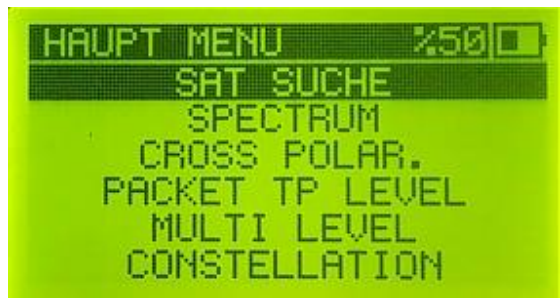 HAUPT MENU %50
SAT SUCHE
SPECTRUM
CROSS POLAR.
PACKET TP LEVEL
MULTI LEVEL
CONSTELLATION